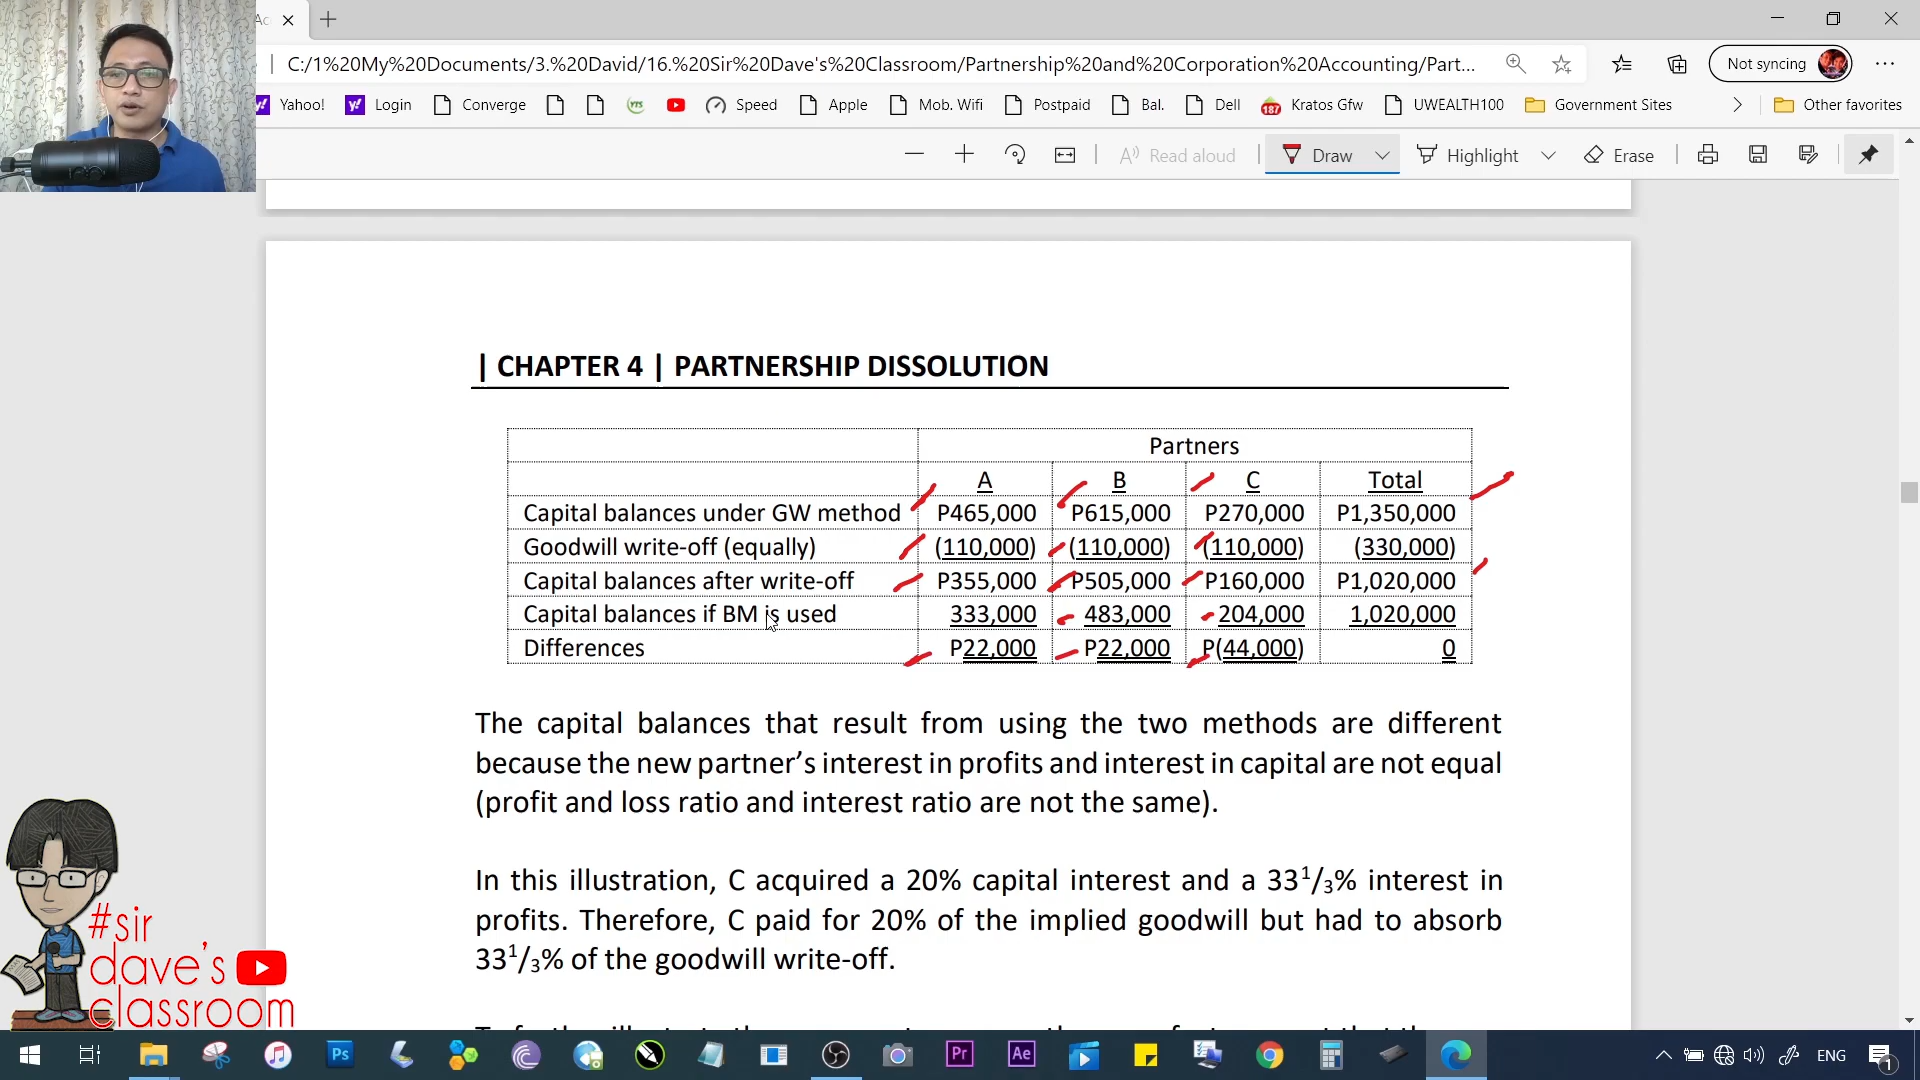 Ac
C:/1%20My%20Documents/3.%20David/16.%20Sir%20Dave's%20Classroom/Partnership%20and%20Corporation%20Accounting/Part...
Not syncing
Yahoo! Login Converge YTS Speed Apple Mob. Wifi Postpaid Bal. Dell 187 Kratos Gfw UWEALTH100 Government Sites Other favorites
Read aloud Draw Highlight Erase
| CHAPTER 4 | PARTNERSHIP DISSOLUTION
Partners
A B C Total
Capital balances under GW method P465,000 P615,000 P270,000 P1,350,000
Goodwill write-off (equally) (110,000) (110,000) (110,000) (330,000)
Capital balances after write-off P355,000 P505,000 P160,000 P1,020,000
Capital balances if BM is used 333,000 483,000 204,000 1,020,000
Differences P22,000 P22,000 P(44,000) 0
The capital balances that result from using the two methods are different
because the new partner’s interest in profits and interest in capital are not equal
(profit and loss ratio and interest ratio are not the same).
In this illustration, C acquired a 20% capital interest and a 33¹/₃% interest in
profits. Therefore, C paid for 20% of the implied goodwill but had to absorb
33¹/₃% of the goodwill write-off.
#sir
dave's
classroom
Ps Pr Ae ENG 1